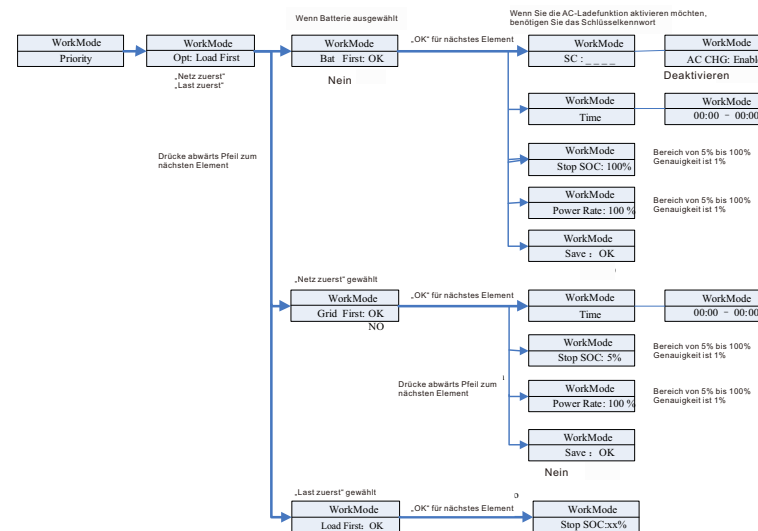 Wenn Batterie ausgewählt
Wenn Sie die AC-Ladefunktion aktivieren möchten,
benötigen Sie das Schlüsselkennwort
WorkMode
Priority
WorkMode
Opt: Load First
„Netz zuerst“
„Last zuerst“
WorkMode
Bat First: OK
Nein
„OK“ für nächstes Element
WorkMode
SC : _ _ _ _
WorkMode
AC CHG: Enabl
Deaktivieren
WorkMode
Time
WorkMode
00:00 - 00:00
Drücke abwärts Pfeil zum
nächsten Element
WorkMode
Stop SOC: 100%
Bereich von 5% bis 100%
Genauigkeit ist 1%
WorkMode
Power Rate: 100 %
Bereich von 5% bis 100%
Genauigkeit ist 1%
WorkMode
Save : OK
„Netz zuerst“ gewählt
WorkMode
Grid First: OK
NO
„OK“ für nächstes Element
WorkMode
Time
WorkMode
00:00 - 00:00
WorkMode
Stop SOC: 5%
Bereich von 5% bis 100%
Genauigkeit ist 1%
Drücke abwärts Pfeil zum
nächsten Element
WorkMode
Power Rate: 100 %
Bereich von 5% bis 100%
Genauigkeit ist 1%
WorkMode
Save : OK
Nein
„Last zuerst“ gewählt
WorkMode
Load First: OK
„OK“ für nächstes Element
WorkMode
Stop SOC:xx%